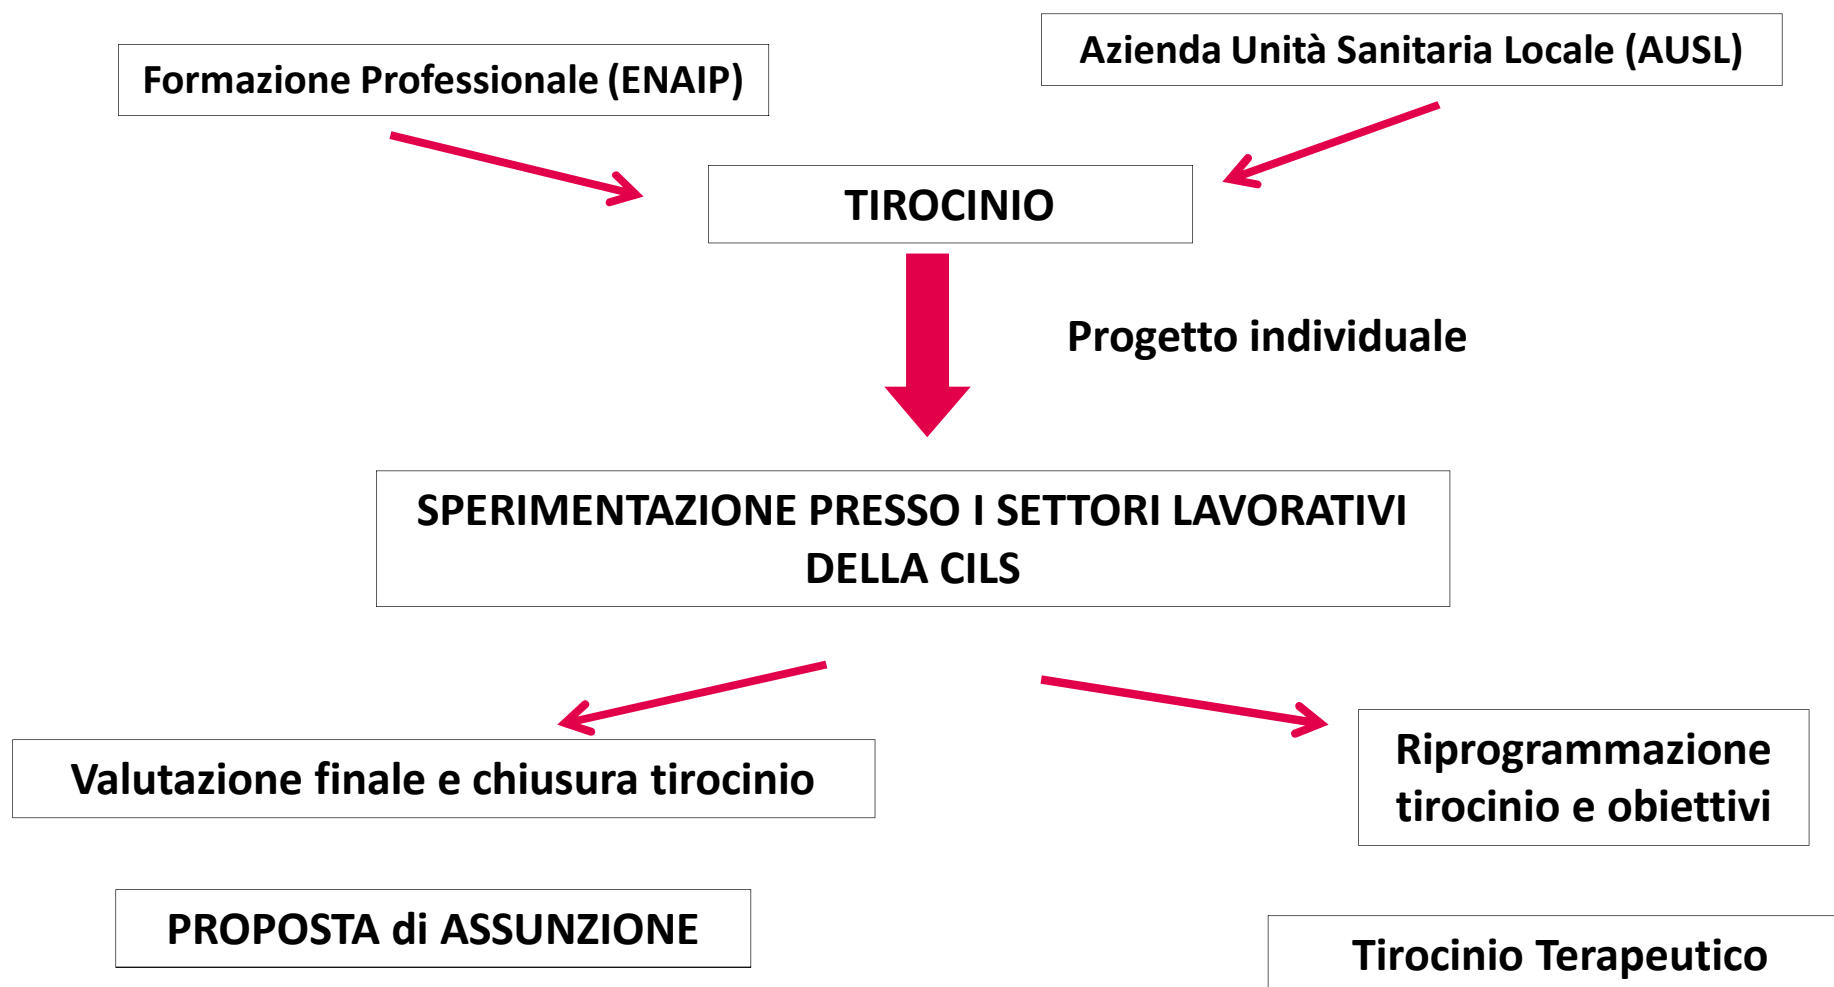 Formazione Professionale (ENAIP)
Azienda Unità Sanitaria Locale (AUSL)
TIROCINIO
Progetto individuale
SPERIMENTAZIONE PRESSO I SETTORI LAVORATIVI
DELLA CILS
Valutazione finale e chiusura tirocinio
Riprogrammazione
tirocinio e obiettivi
PROPOSTA di ASSUNZIONE
Tirocinio Terapeutico